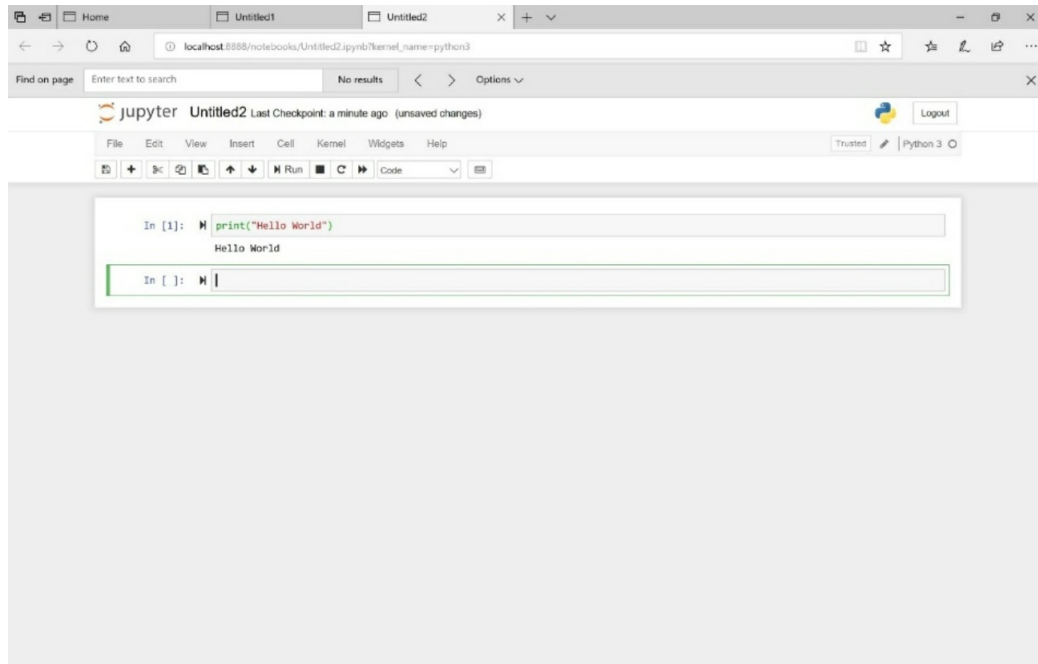 Home Untitled1 Untitled2
localhost:8888/notebooks/Untitled2.ipynb?kernel_name=python3
Find on page Enter text to search No results Options
jupyter Untitled2 Last Checkpoint: a minute ago (unsaved changes) Logout
File Edit View Insert Cell Kernel Widgets Help Trusted Python 3
Run Code
In [1]: print("Hello World")
Hello World
In [ ]: